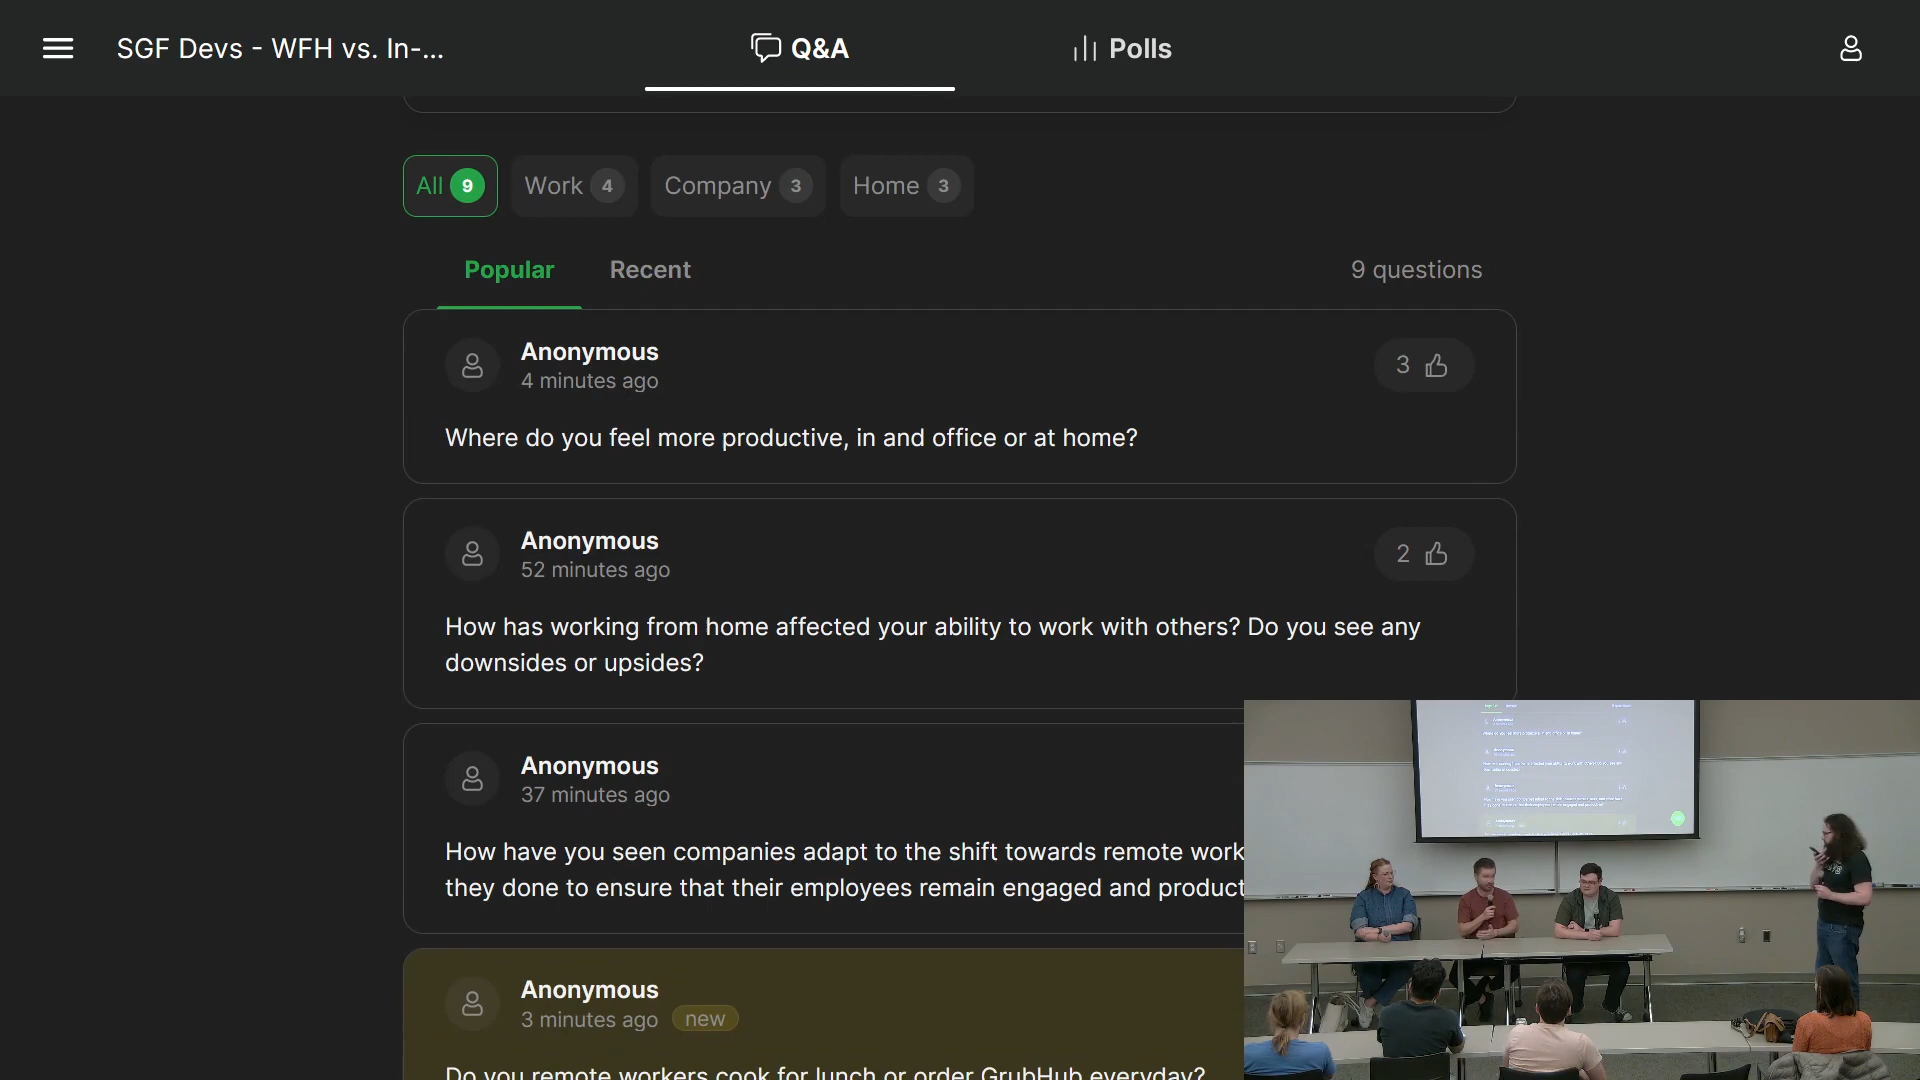 SGF Devs - WFH vs. In-...
Q&A
Polls
All 9
Work 4
Company 3
Home 3
Popular
Recent
9 questions
Anonymous
4 minutes ago
3
Where do you feel more productive, in and office or at home?
Anonymous
52 minutes ago
2
How has working from home affected your ability to work with others? Do you see any
downsides or upsides?
Anonymous
37 minutes ago
How have you seen companies adapt to the shift towards remote work
they done to ensure that their employees remain engaged and product
Anonymous
3 minutes ago new
Do you remote workers cook for lunch or order GrubHub everyday?